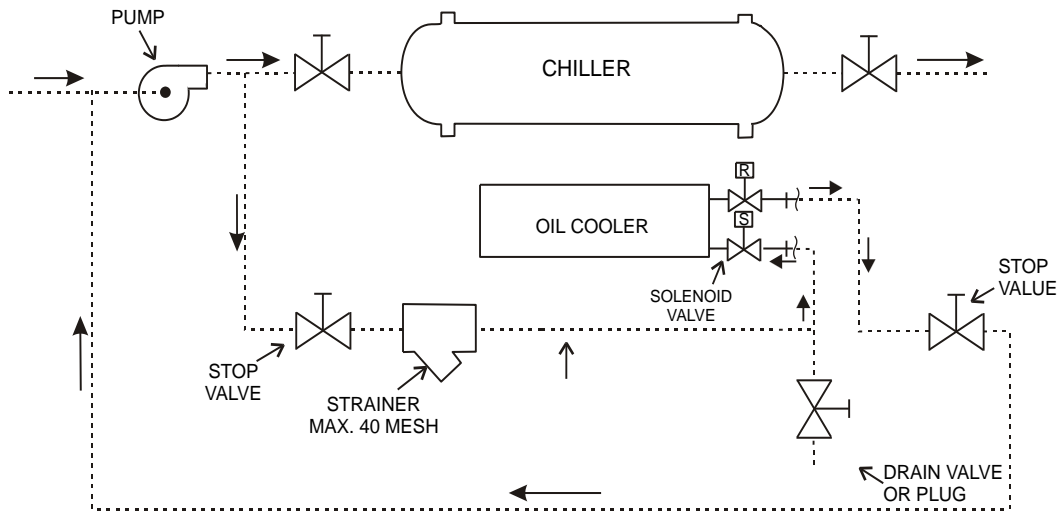 PUMP
CHILLER
R
OIL COOLER
S
SOLENOID
VALVE
STOP
VALUE
STOP
VALVE
STRAINER
MAX. 40 MESH
DRAIN VALVE
OR PLUG